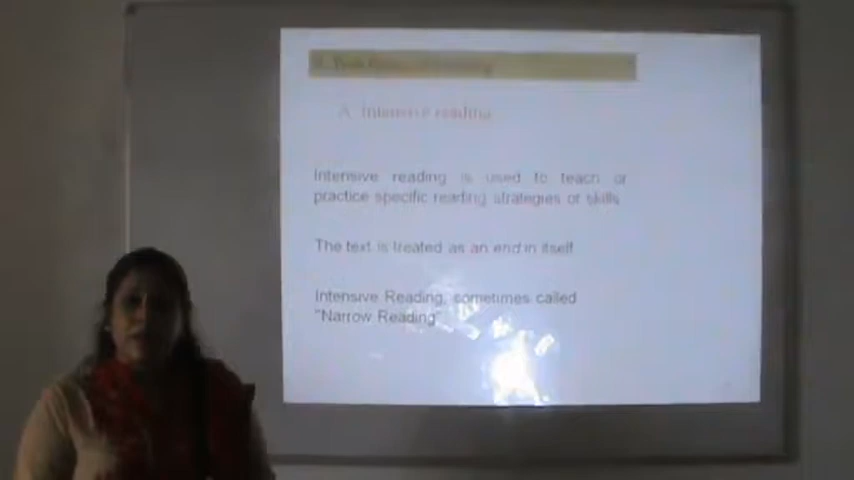 A. Intensive reading
Intensive reading is used to teach or
practice specific reading strategies or skills
The text is treated as an end in itself
Intensive Reading, sometimes called
"Narrow Reading"